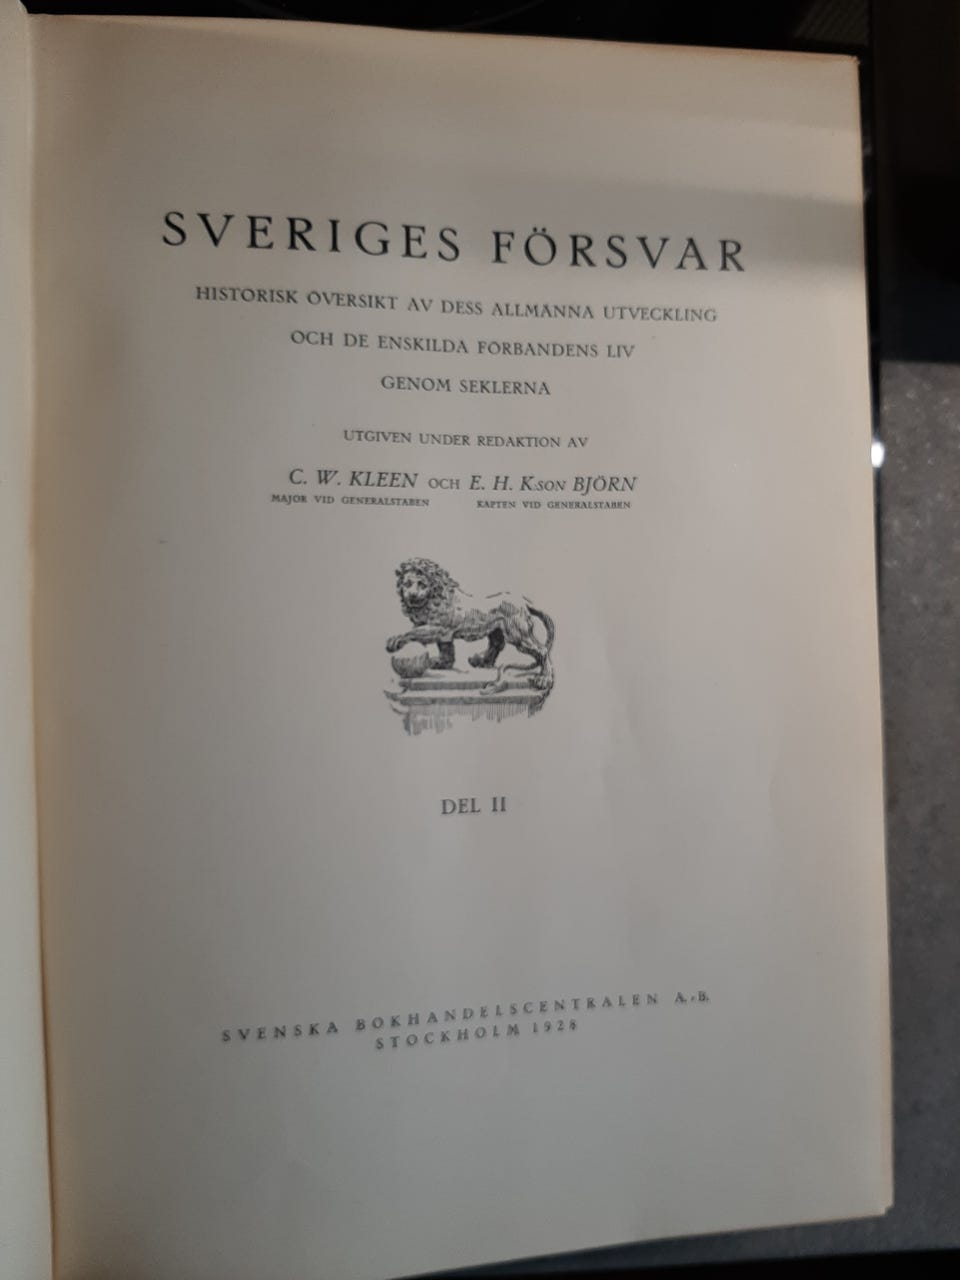 SVERIGES FÖRSVAR
HISTORISK ÖVERSIKT AV DESS ALLMÄNNA UTVECKLING
OCH DE ENSKILDA FÖRBANDENS LIV
GENOM SEKLERNA
UTGIVEN UNDER REDAKTION AV
C. W. KLEEN OCH E. H. K:SON BJÖRN
MAJOR VID GENERALSTABEN KAPTEN VID GENERALSTABEN
DEL II
SVENSKA BOKHANDELSCENTRALEN A.-B.
STOCKHOLM 1928